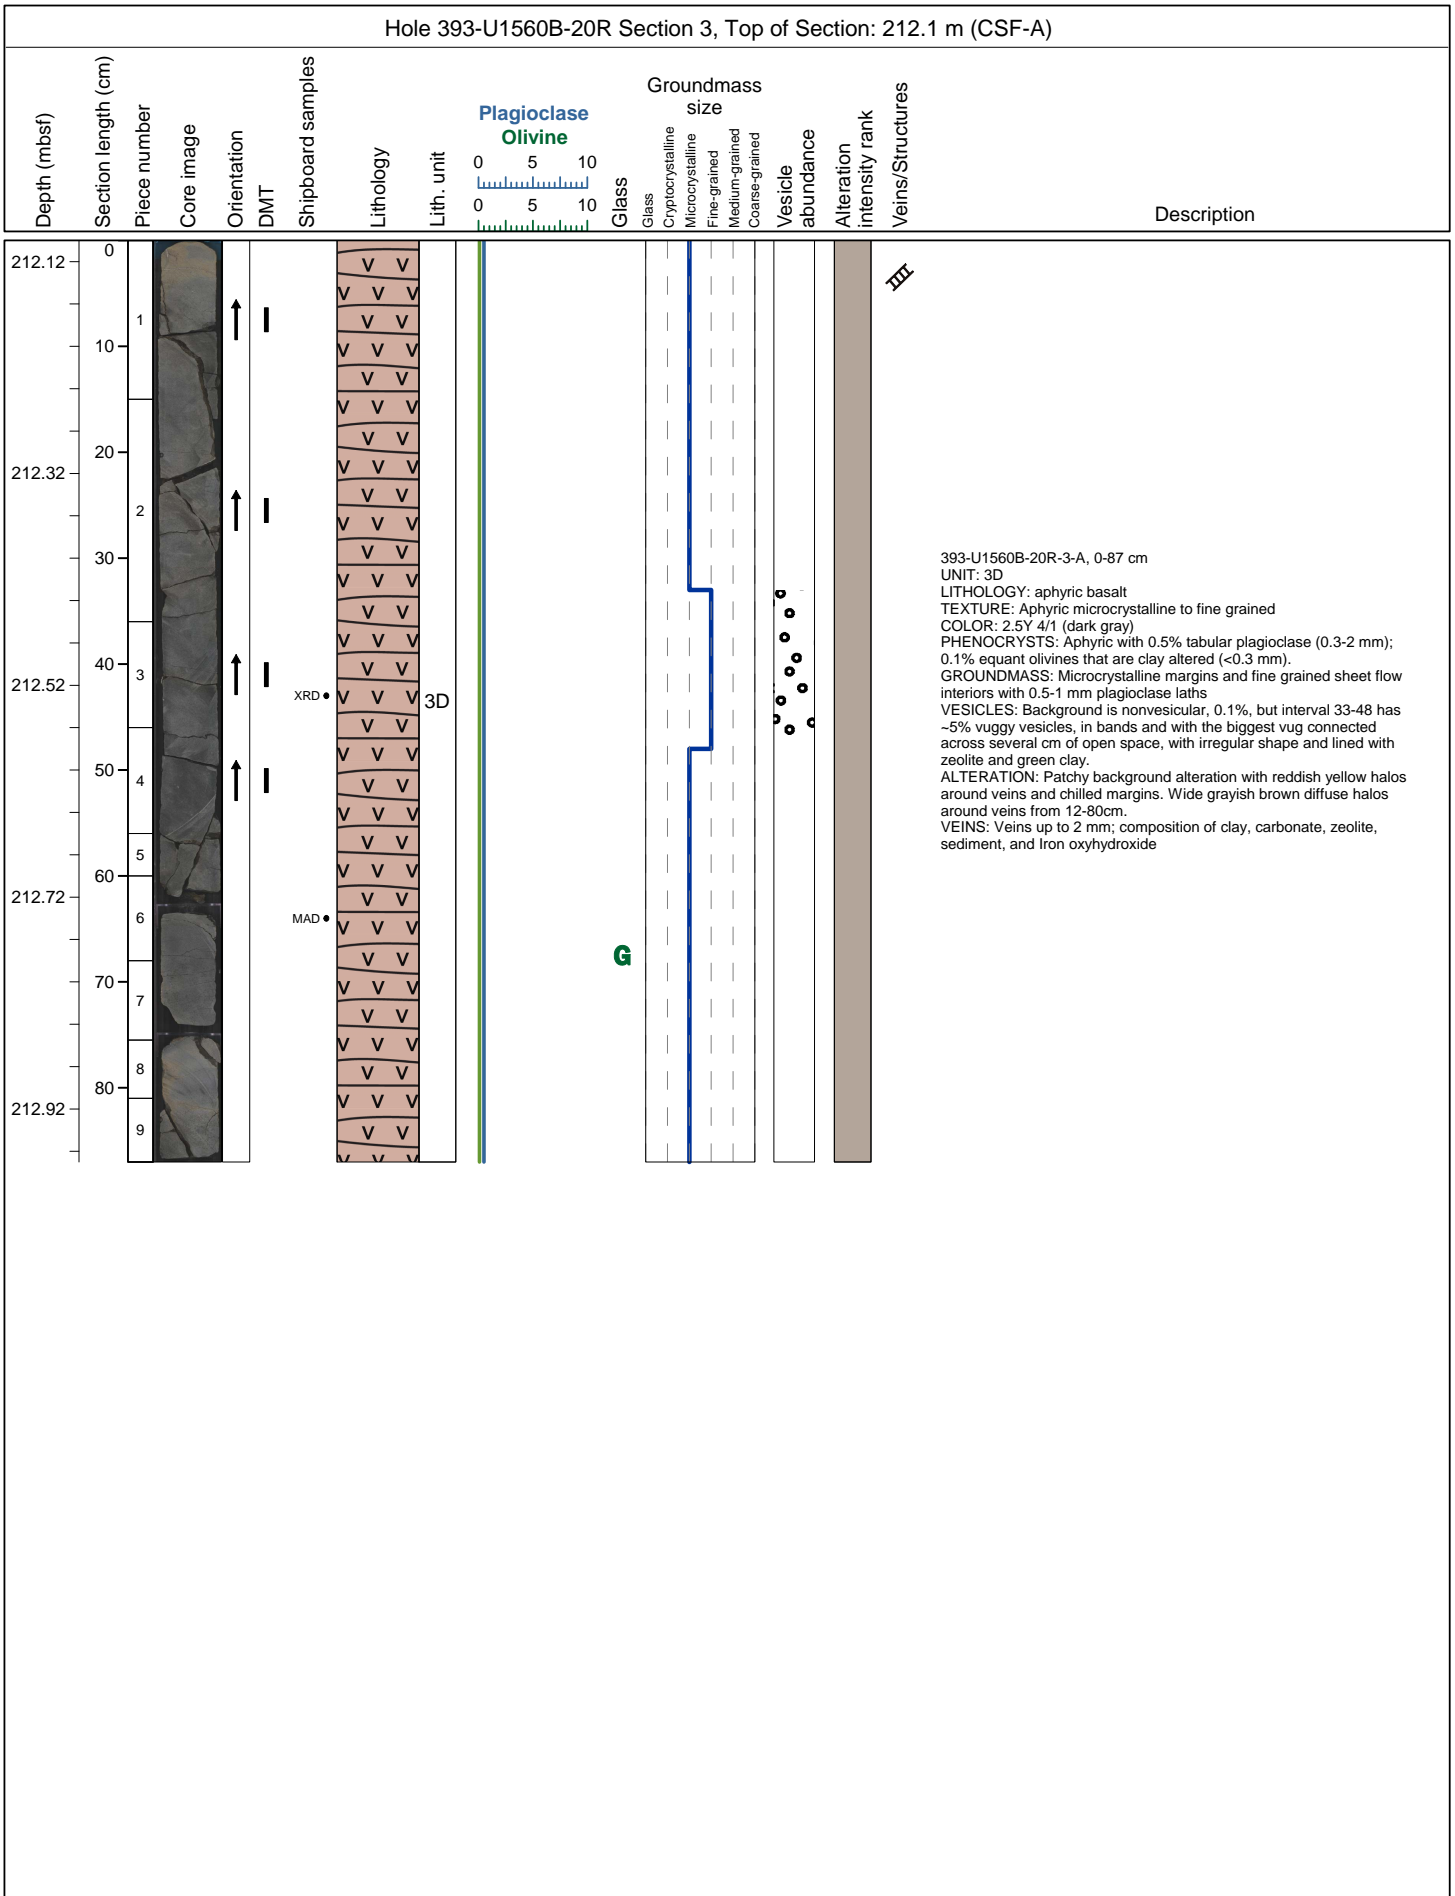 Hole 393-U1560B-20R Section 3, Top of Section: 212.1 m (CSF-A)
Depth (mbsf)
Section length (cm)
Piece number
Core image
Orientation
DMT
Shipboard samples
Lithology
Lith. unit
Plagioclase
Olivine
0 5 10
0 5 10
Glass
Groundmass
size
Glass
Cryptocrystalline
Microcrystalline
Fine-grained
Medium-grained
Coarse-grained
Vesicle
abundance
Alteration
intensity rank
Veins/Structures
Description
212.12
212.32
212.52
212.72
212.92
0
10
20
30
40
50
60
70
80
1
2
3
4
5
6
7
8
9
XRD
MAD
3D
G
393-U1560B-20R-3-A, 0-87 cm
UNIT: 3D
LITHOLOGY: aphyric basalt
TEXTURE: Aphyric microcrystalline to fine grained
COLOR: 2.5Y 4/1 (dark gray)
PHENOCRYSTS: Aphyric with 0.5% tabular plagioclase (0.3-2 mm);
0.1% equant olivines that are clay altered (<0.3 mm).
GROUNDMASS: Microcrystalline margins and fine grained sheet flow
interiors with 0.5-1 mm plagioclase laths
VESICLES: Background is nonvesicular, 0.1%, but interval 33-48 has
~5% vuggy vesicles, in bands and with the biggest vug connected
across several cm of open space, with irregular shape and lined with
zeolite and green clay.
ALTERATION: Patchy background alteration with reddish yellow halos
around veins and chilled margins. Wide grayish brown diffuse halos
around veins from 12-80cm.
VEINS: Veins up to 2 mm; composition of clay, carbonate, zeolite,
sediment, and Iron oxyhydroxide